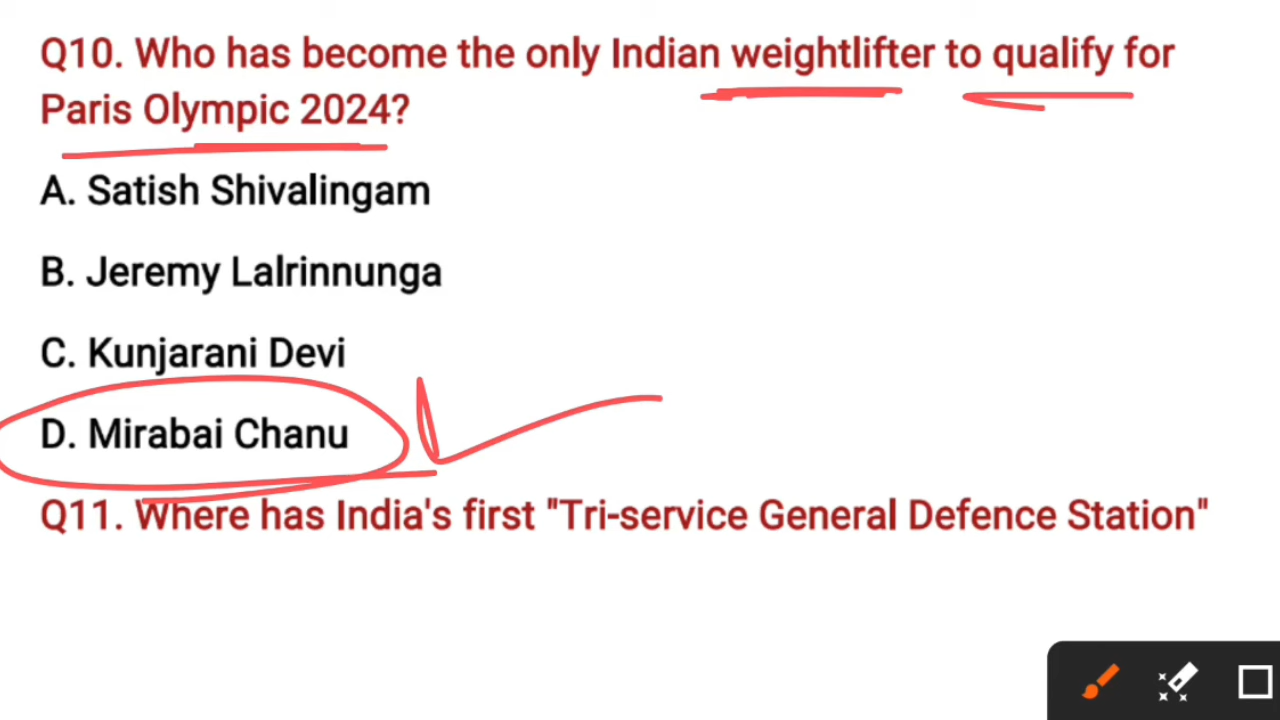 Q10. Who has become the only Indian weightlifter to qualify for
Paris Olympic 2024?
A. Satish Shivalingam
B. Jeremy Lalrinnunga
C. Kunjarani Devi
D. Mirabai Chanu
Q11. Where has India's first "Tri-service General Defence Station"